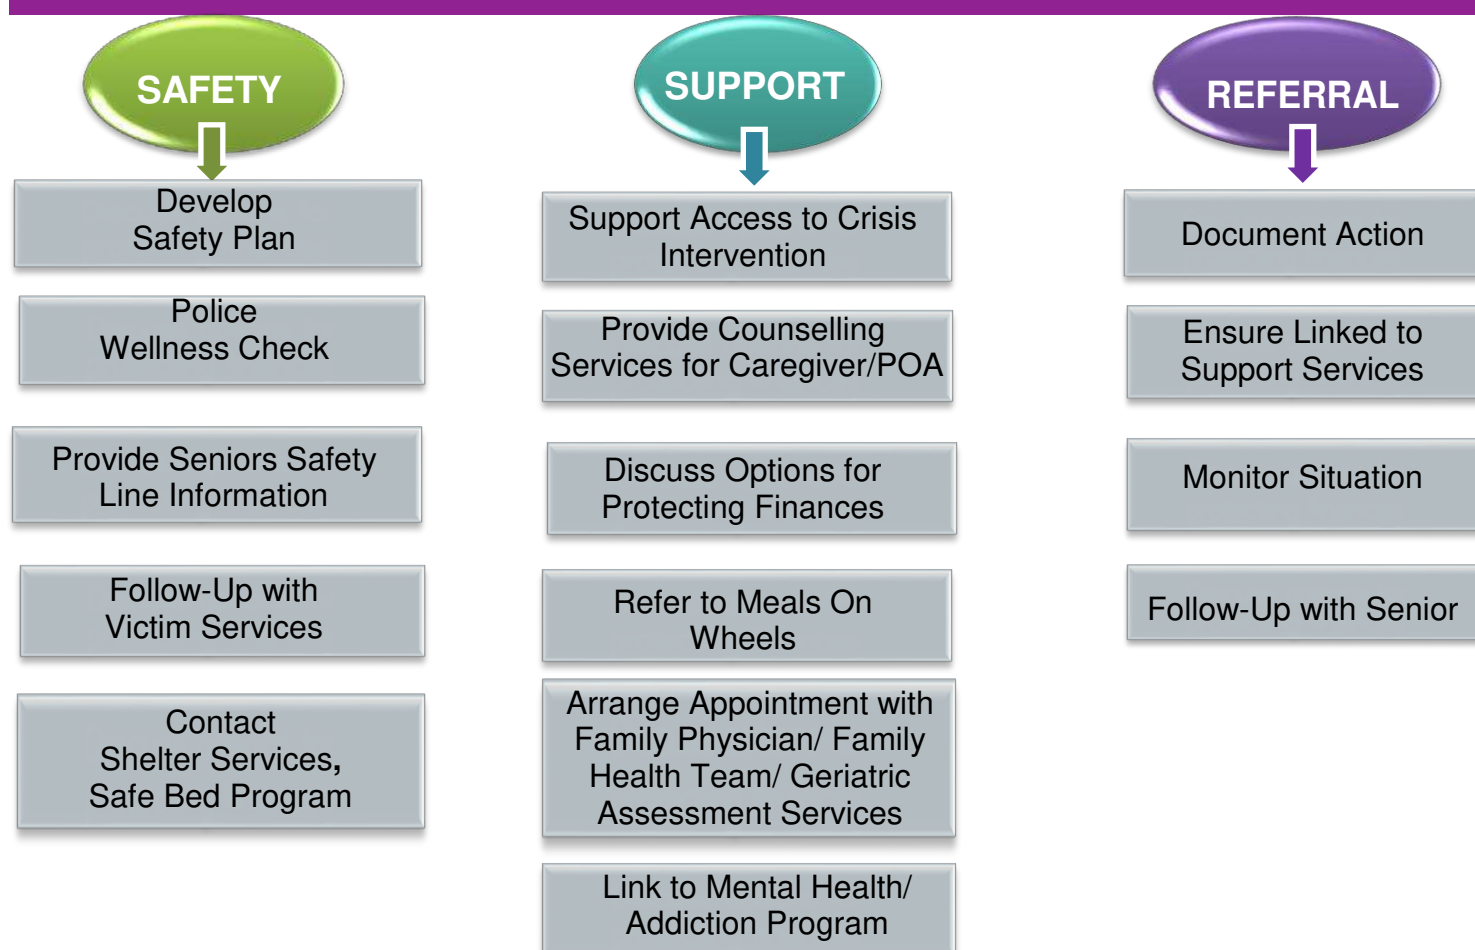 SAFETY
Develop
Safety Plan
Police
Wellness Check
Provide Seniors Safety
Line Information
Follow-Up with
Victim Services
Contact
Shelter Services,
Safe Bed Program
SUPPORT
Support Access to Crisis
Intervention
Provide Counselling
Services for Caregiver/POA
Discuss Options for
Protecting Finances
Refer to Meals On
Wheels
Arrange Appointment with
Family Physician/ Family
Health Team/ Geriatric
Assessment Services
Link to Mental Health/
Addiction Program
REFERRAL
Document Action
Ensure Linked to
Support Services
Monitor Situation
Follow-Up with Senior